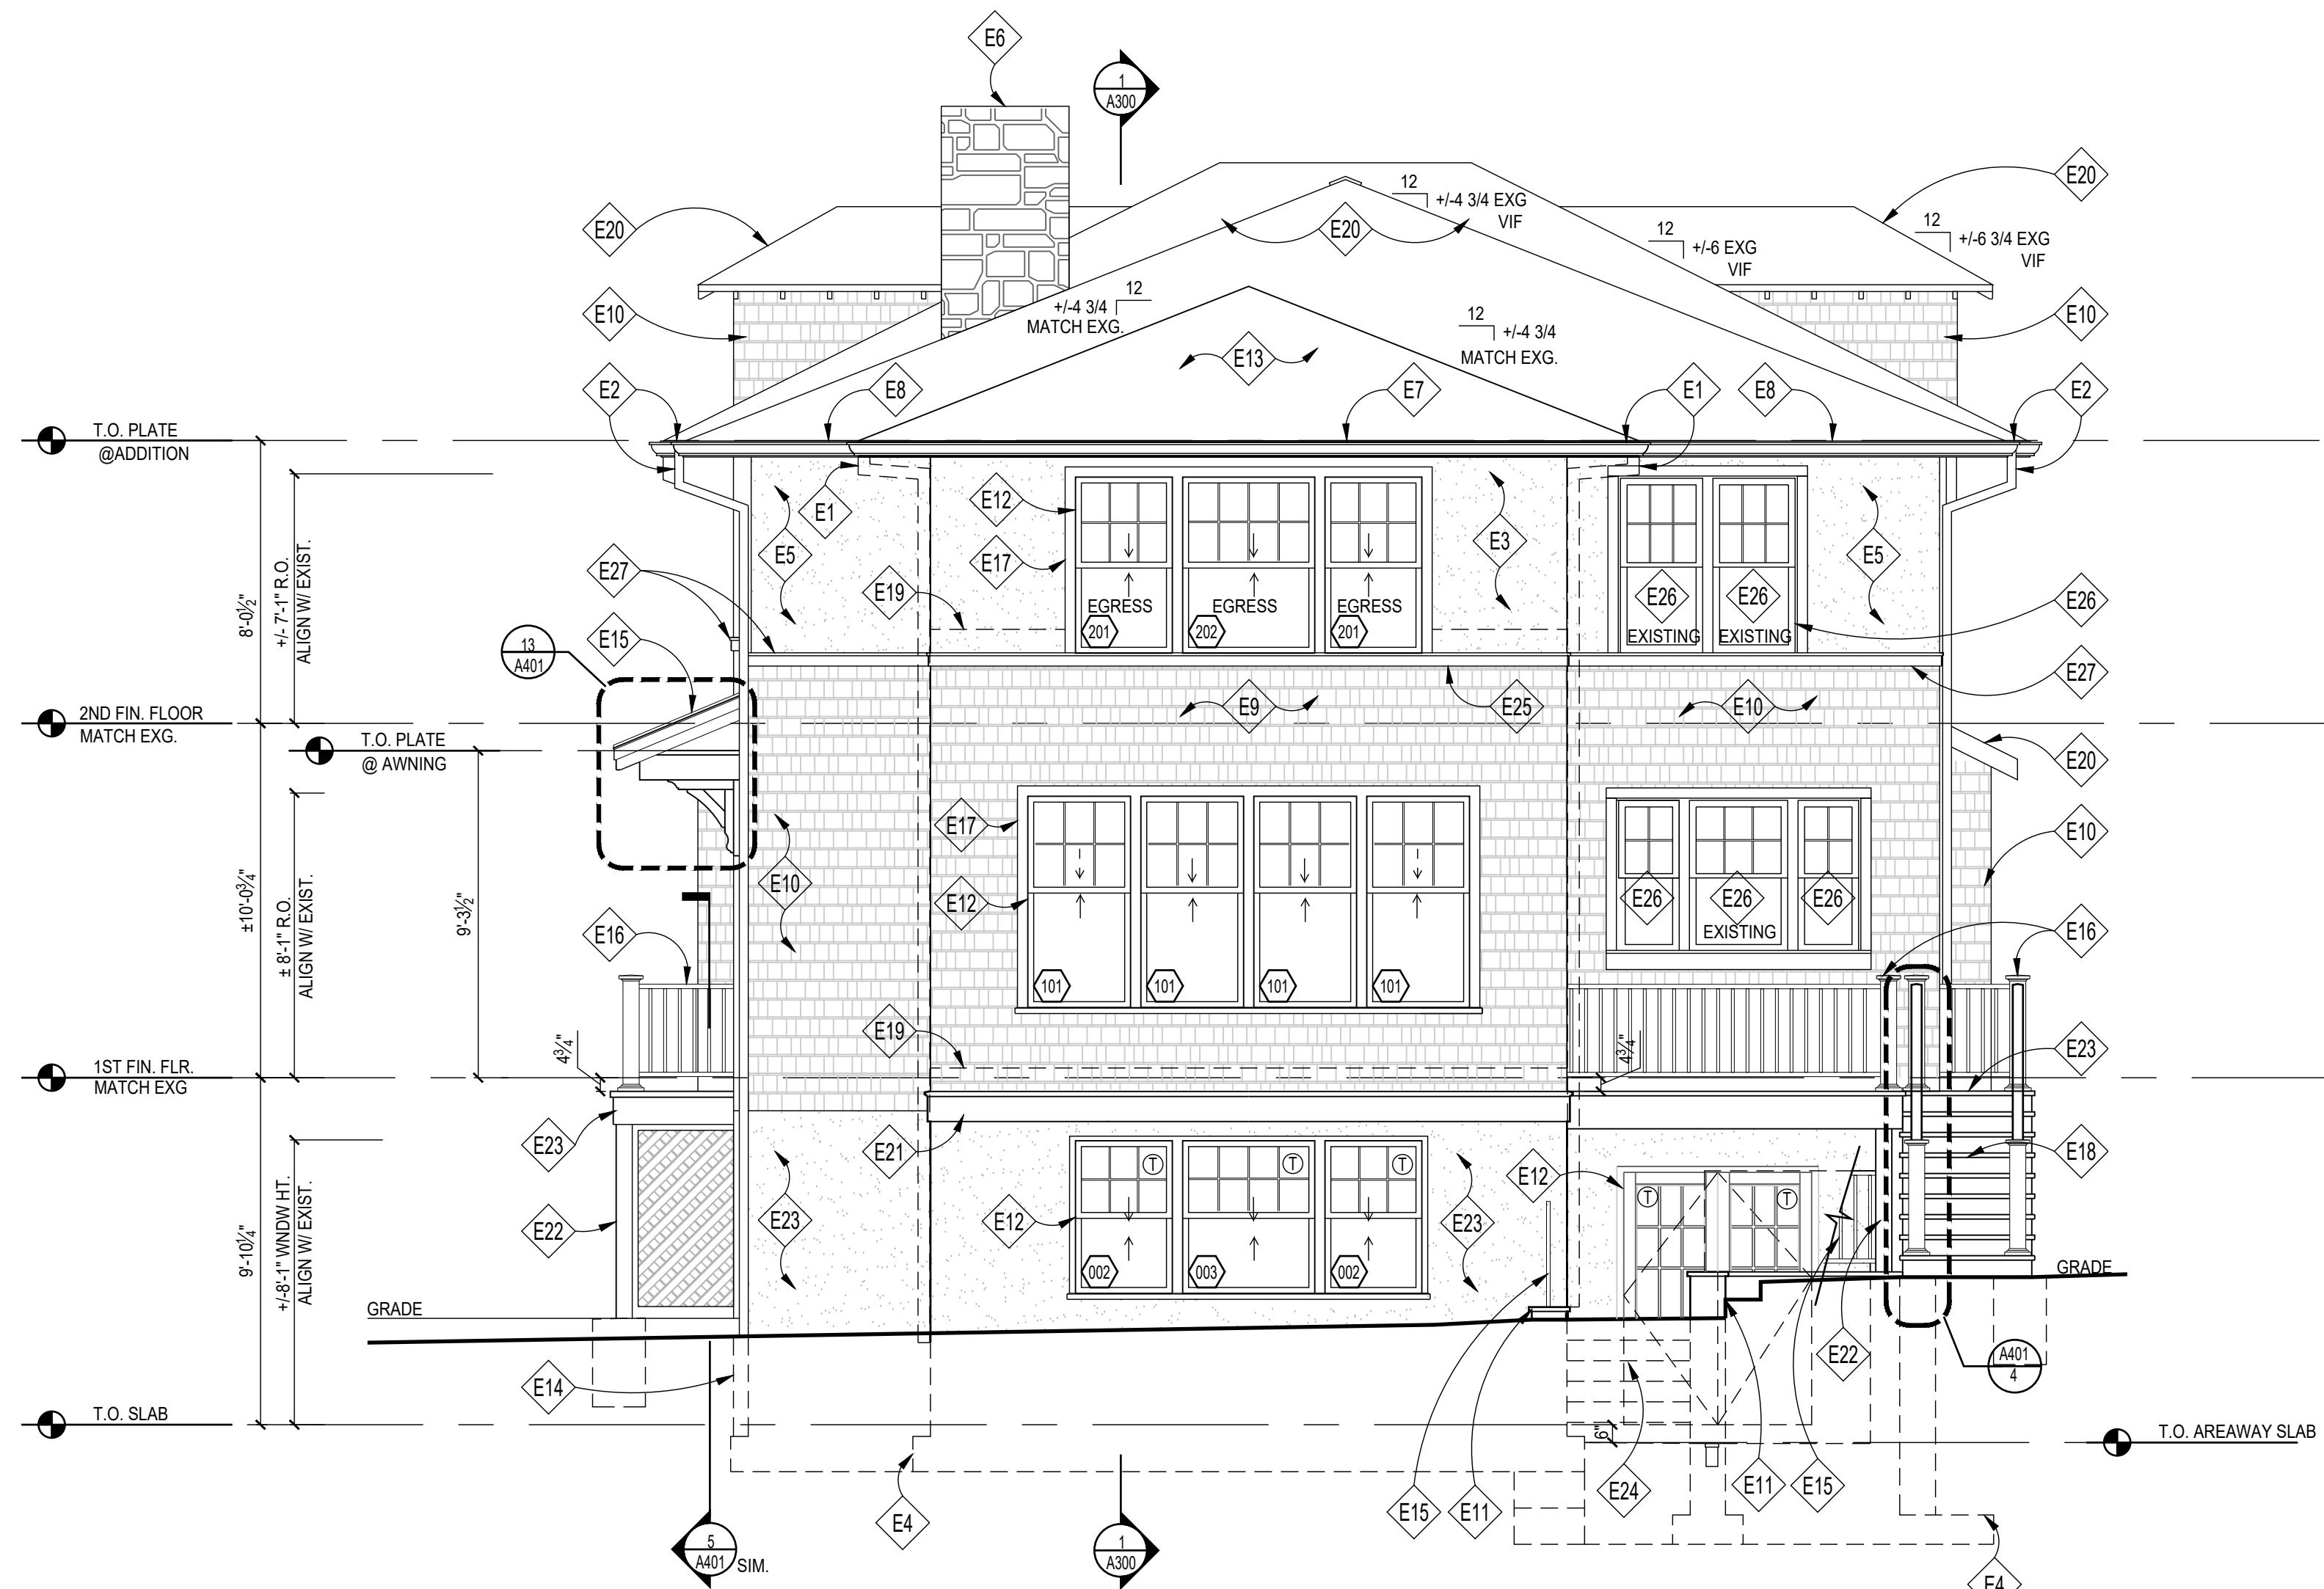 E6
1
A300
E20
E20
E20
12
+/-4 3/4 EXG
VIF
12
+/-6 EXG
VIF
12
+/-6 3/4 EXG
VIF
E10
12
+/-4 3/4
MATCH EXG.
12
+/-4 3/4
MATCH EXG.
E10
E13
E2
E8
E7
E1
E8
E2
T.O. PLATE
@ADDITION
E12
E1
E5
E17
E3
E5
E27
E19
EGRESS
EGRESS
EGRESS
201
202
201
E26
E26
EXISTING
EXISTING
E26
8'-0½"
+/- 7'-1" R.O.
ALIGN W/ EXIST.
13
A401
E15
E27
E9
E25
E10
2ND FIN. FLOOR
MATCH EXG.
T.O. PLATE
@ AWNING
E20
E17
E10
E10
E12
E26
E26
E26
EXISTING
±10'-0¾"
± 8'-1" R.O.
ALIGN W/ EXIST.
9'-3½"
E16
E16
101
101
101
101
E19
4¾"
4¾"
E23
1ST FIN. FLR.
MATCH EXG
E23
E21
E18
T
T
T
E12
T
T
E22
E23
E12
E23
002
003
002
9'-10¼"
+/-8'-1" WNDW HT.
ALIGN W/ EXIST.
GRADE
GRADE
E14
E22
A401
4
T.O. SLAB
6"
T.O. AREAWAY SLAB
E4
E15
E11
E24
E11
E15
5
A401
SIM.
1
A300
E4